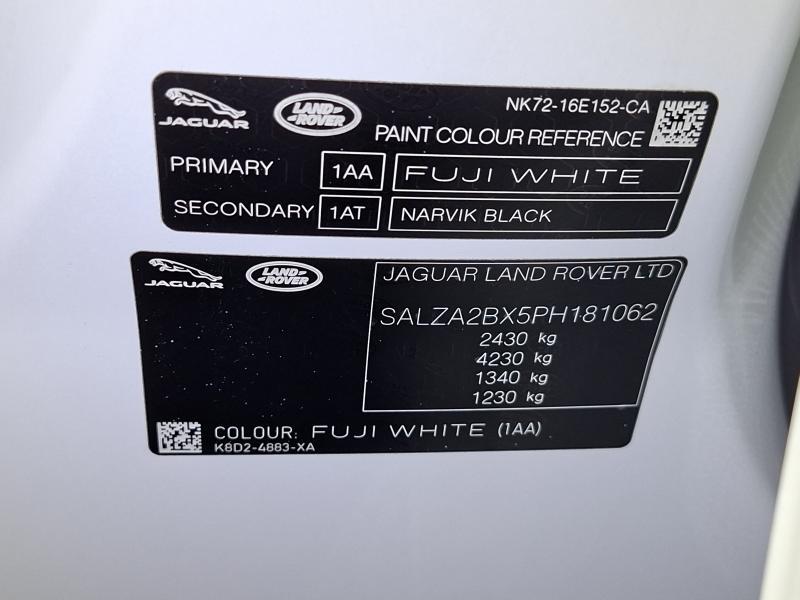 JAGUAR LAND ROVER NK72-16E152-CA
PAINT COLOUR REFERENCE
PRIMARY 1AA FUJI WHITE
SECONDARY 1AT NARVIK BLACK
JAGUAR LAND ROVER JAGUAR LAND ROVER LTD
SALZA2BX5PH181062
2430 kg
4230 kg
1340 kg
1230 kg
COLOUR: FUJI WHITE (1AA)
K8D2-4883-XA